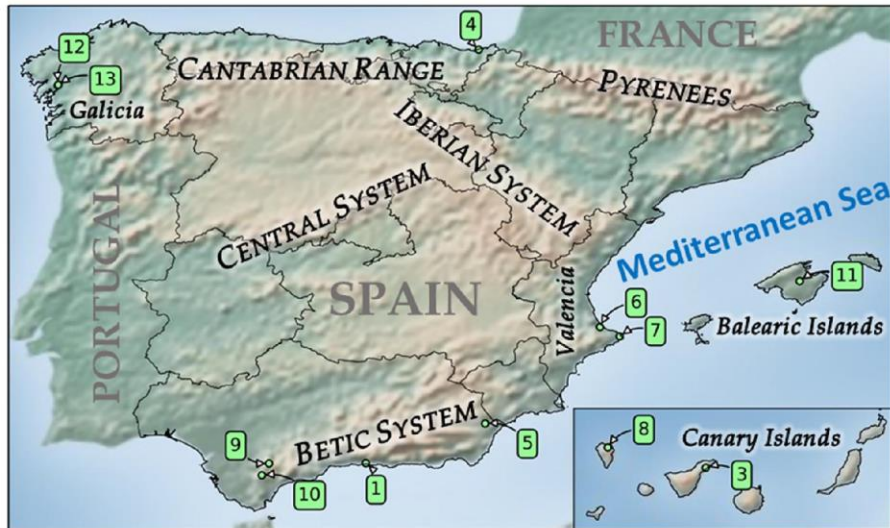 4
FRANCE
12
13
CANTABRIAN RANGE
PYRENEES
Galicia
IBERIAN SYSTEM
CENTRAL SYSTEM
PORTUGAL
Mediterranean Sea
SPAIN
Valencia
11
6
7
Balearic Islands
BETIC SYSTEM
5
9
10
1
8
Canary Islands
3